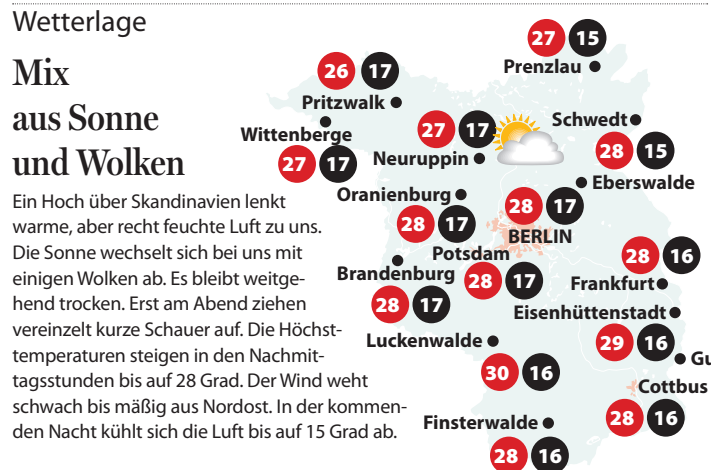 Wetterlage
Mix
aus Sonne
und Wolken
Ein Hoch über Skandinavien lenkt
warme, aber recht feuchte Luft zu uns.
Die Sonne wechselt sich bei uns mit
einigen Wolken ab. Es bleibt weitge-
hend trocken. Erst am Abend ziehen
vereinzelt kurze Schauer auf. Die Höchst-
temperaturen steigen in den Nachmit-
tagsstunden bis auf 28 Grad. Der Wind weht
schwach bis mäßig aus Nordost. In der kommen-
den Nacht kühlt sich die Luft bis auf 15 Grad ab.
27 15
Prenzlau
26 17
Pritzwalk
Wittenberge
27 17
27 17
Neuruppin
Schwedt
28 15
Eberswalde
Oranienburg
28 17
28 17
BERLIN
Potsdam
28 17
Brandenburg
28 17
28 16
Frankfurt
Eisenhüttenstadt
29 16
Gu
Luckenwalde
30 16
Cottbus
28 16
Finsterwalde
28 16